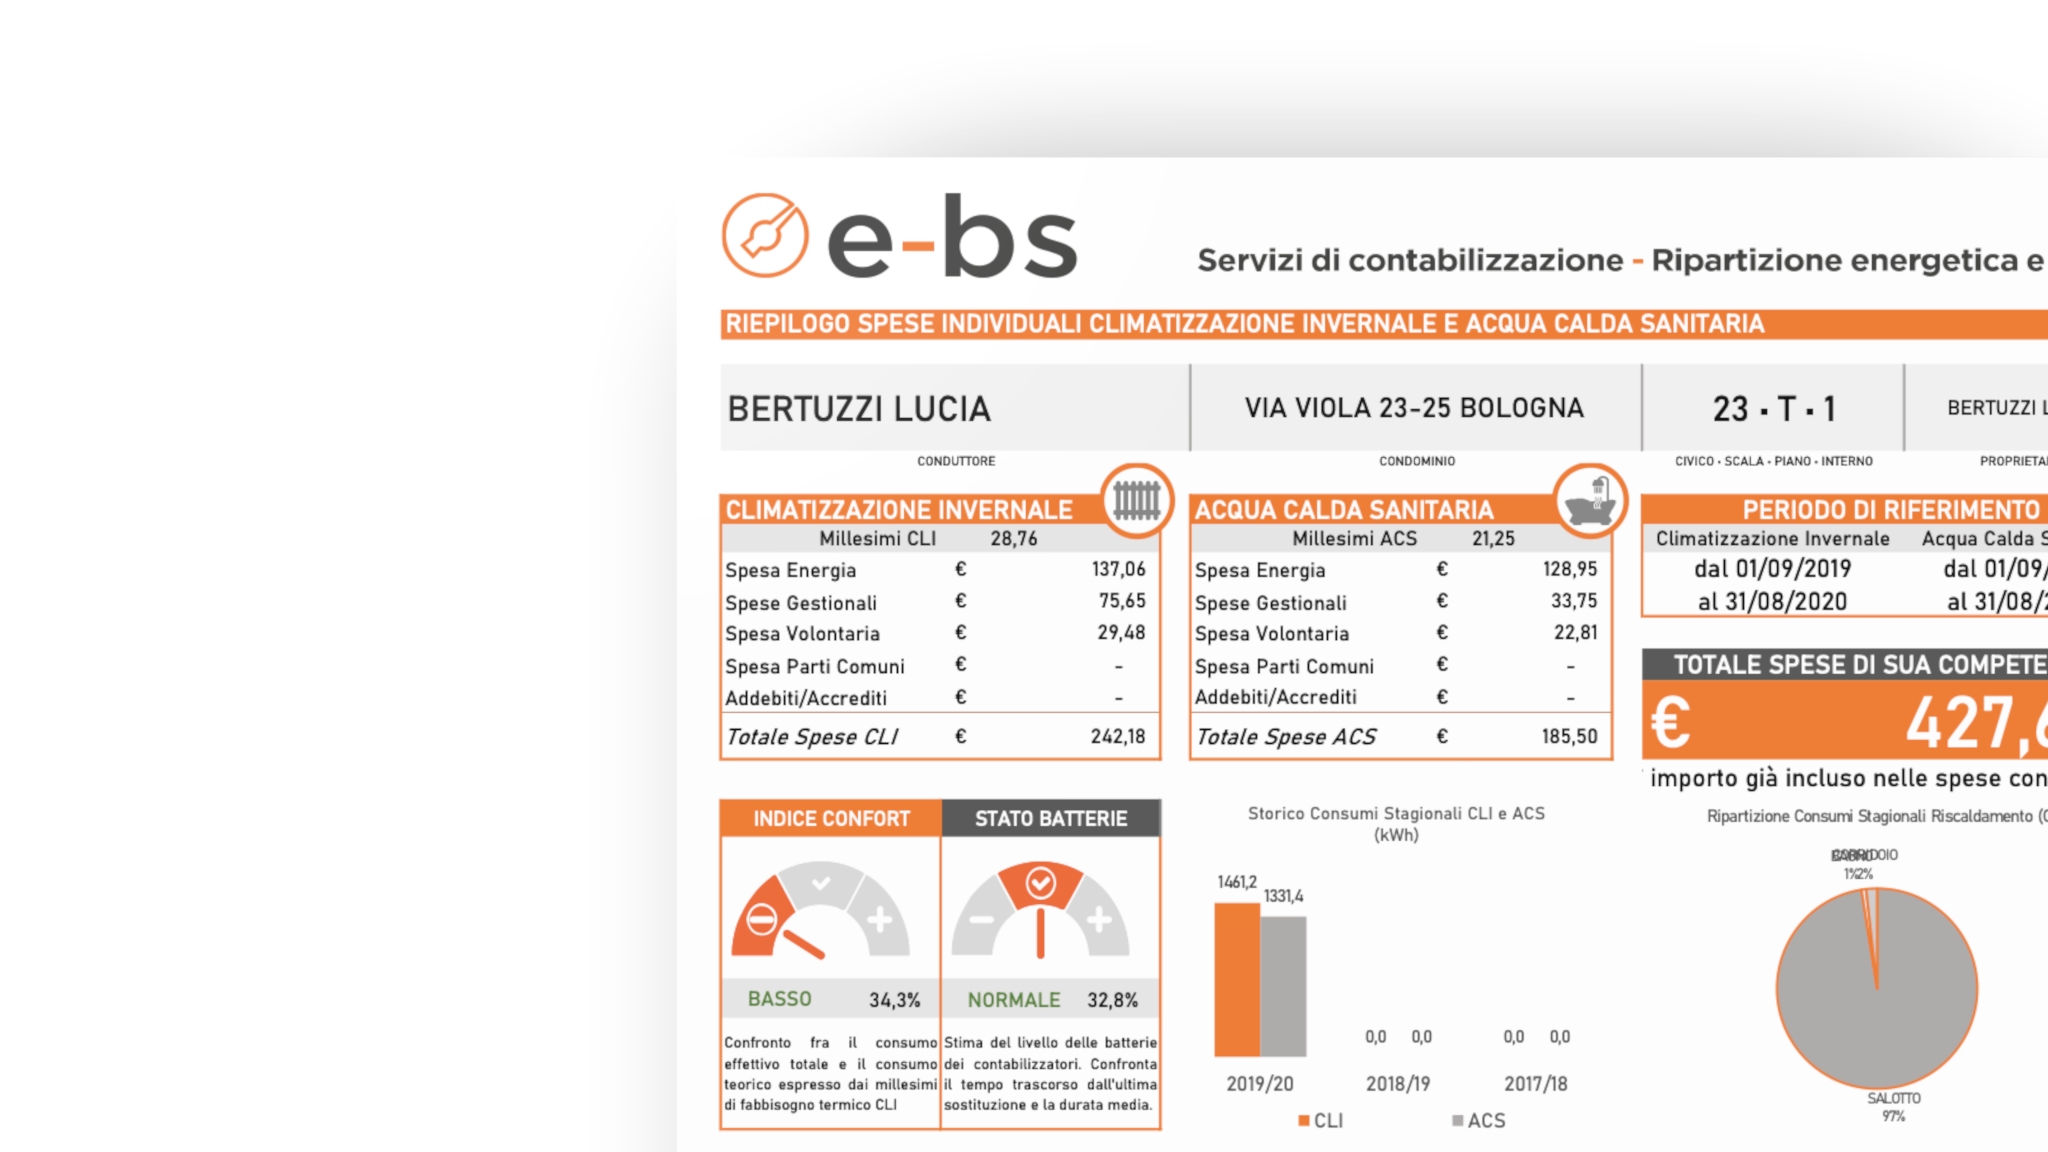 e-bs
Servizi di contabilizzazione - Ripartizione energetica e
RIEPILOGO SPESE INDIVIDUALI CLIMATIZZAZIONE INVERNALE E ACQUA CALDA SANITARIA
BERTUZZI LUCIA
VIA VIOLA 23-25 BOLOGNA
23 · T · 1
BERTUZZI L
CONDUTTORE
CONDOMINIO
CIVICO · SCALA · PIANO · INTERNO
PROPRIETA
CLIMATIZZAZIONE INVERNALE
Millesimi CLI 28,76
Spesa Energia € 137,06
Spese Gestionali € 75,65
Spesa Volontaria € 29,48
Spesa Parti Comuni € -
Addebiti/Accrediti € -
Totale Spese CLI € 242,18
ACQUA CALDA SANITARIA
Millesimi ACS 21,25
Spesa Energia € 128,95
Spese Gestionali € 33,75
Spesa Volontaria € 22,81
Spesa Parti Comuni € -
Addebiti/Accrediti € -
Totale Spese ACS € 185,50
PERIODO DI RIFERIMENTO
Climatizzazione Invernale Acqua Calda S
dal 01/09/2019 dal 01/09/
al 31/08/2020 al 31/08/2
TOTALE SPESE DI SUA COMPETE
€ 427,6
importo già incluso nelle spese con
INDICE CONFORT
BASSO 34,3%
Confronto fra il consumo
effettivo totale e il consumo
teorico espresso dai millesimi
di fabbisogno termico CLI
STATO BATTERIE
NORMALE 32,8%
Stima del livello delle batterie
dei contabilizzatori. Confronta
il tempo trascorso dall'ultima
sostituzione e la durata media.
Storico Consumi Stagionali CLI e ACS
(kWh)
1461,2
1331,4
0,0 0,0 0,0 0,0
2019/20 2018/19 2017/18
CLI ACS
Ripartizione Consumi Stagionali Riscaldamento (C
CORRIDOIO
1% 2%
SALOTTO
97%